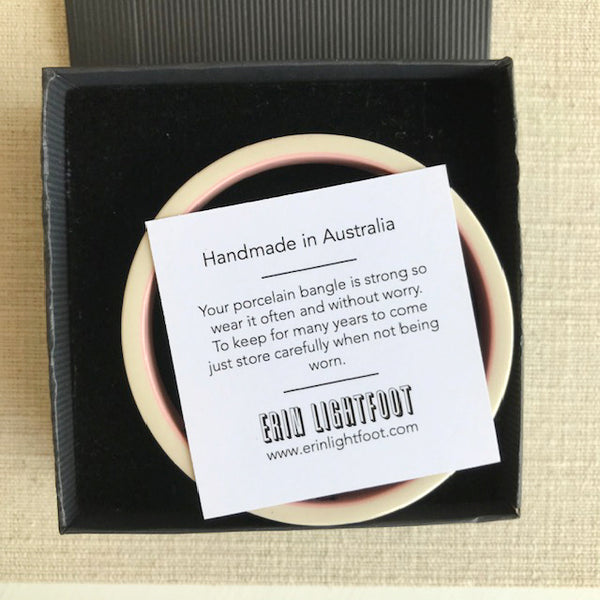 Handmade in Australia
Your porcelain bangle is strong so
wear it often and without worry.
To keep for many years to come
just store carefully when not being
worn.
ERIN LIGHTFOOT
www.erinlightfoot.com